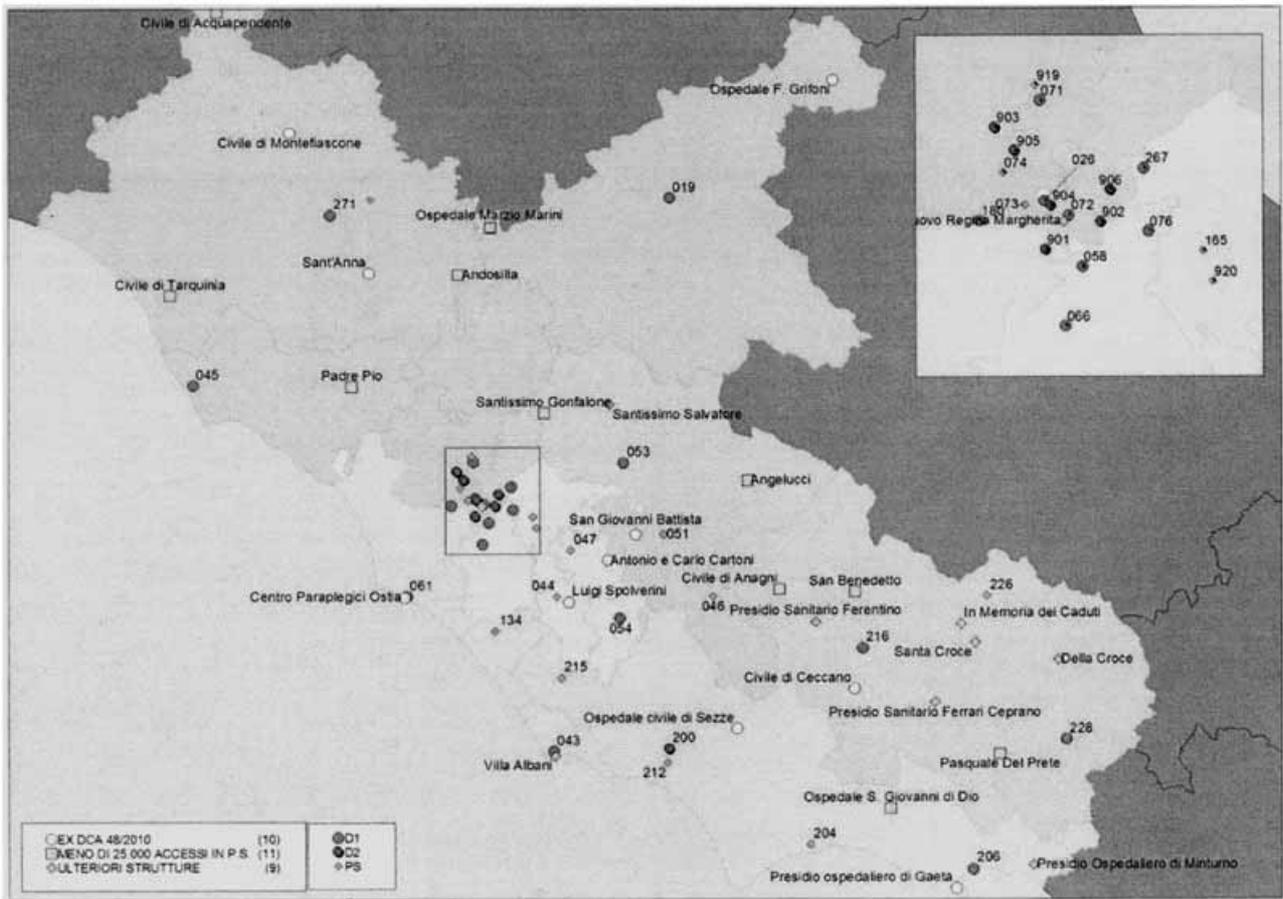 Civile di Acquapendente
Ospedale F. Grifoni
919
071
903
905
074
026
267
904
906
073
072
902
076
Nuovo Regina Margherita
165
901
058
920
066
Civile di Montefiascone
271
019
Ospedale Marzio Marini
Sant'Anna
Andosilla
Civile di Tarquinia
045
Padre Pio
Santissimo Gonfalone
Santissimo Salvatore
053
Angelucci
San Giovanni Battista
051
047
Antonio e Carlo Cartoni
Centro Paraplegici Ostia
061
044
Luigi Spolverini
054
046
Civile di Anagni
San Benedetto
226
Presidio Sanitario Ferentino
In Memoria dei Caduti
134
216
Santa Croce
Della Croce
215
Civile di Ceccano
Presidio Sanitario Ferrari Ceprano
Ospedale civile di Sezze
043
200
228
Villa Albani
212
Pasquale Del Prete
Ospedale S. Giovanni di Dio
204
206
Presidio Ospedaliero di Minturno
Presidio ospedaliero di Gaeta
EX DCA 48/2010 (10)
MENO DI 25.000 ACCESSI IN P.S. (11)
ULTERIORI STRUTTURE (9)
D1
D2
PS